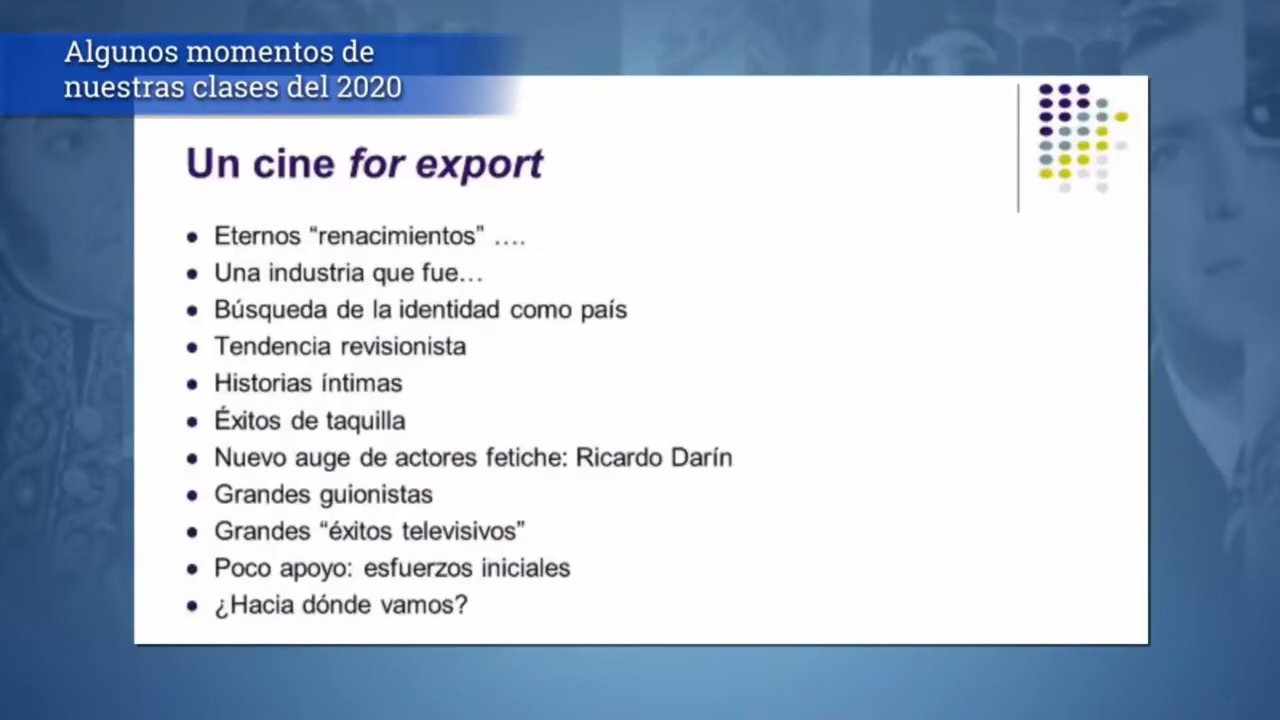 Algunos momentos de
nuestras clases del 2020
Un cine for export
• Eternos “renacimientos” ….
• Una industria que fue…
• Búsqueda de la identidad como país
• Tendencia revisionista
• Historias íntimas
• Éxitos de taquilla
• Nuevo auge de actores fetiche: Ricardo Darín
• Grandes guionistas
• Grandes “éxitos televisivos”
• Poco apoyo: esfuerzos iniciales
• ¿Hacia dónde vamos?